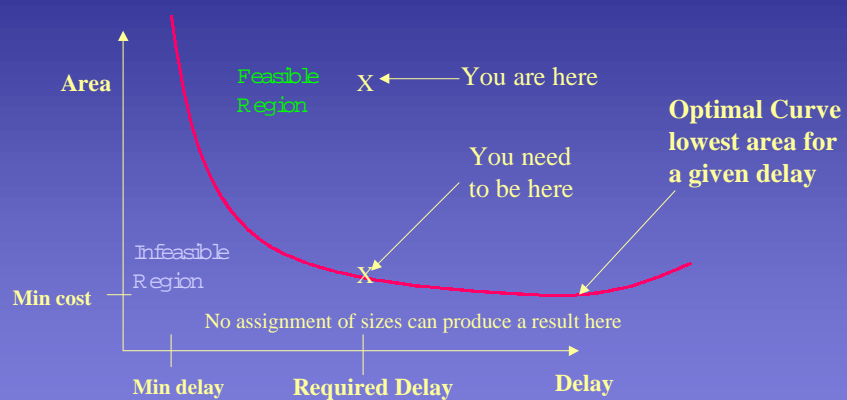 Area
Feasible
Region
X
You are here
Optimal Curve
lowest area for
a given delay
You need
to be here
Infeasible
Region
X
Min cost
No assignment of sizes can produce a result here
Min delay
Required Delay
Delay